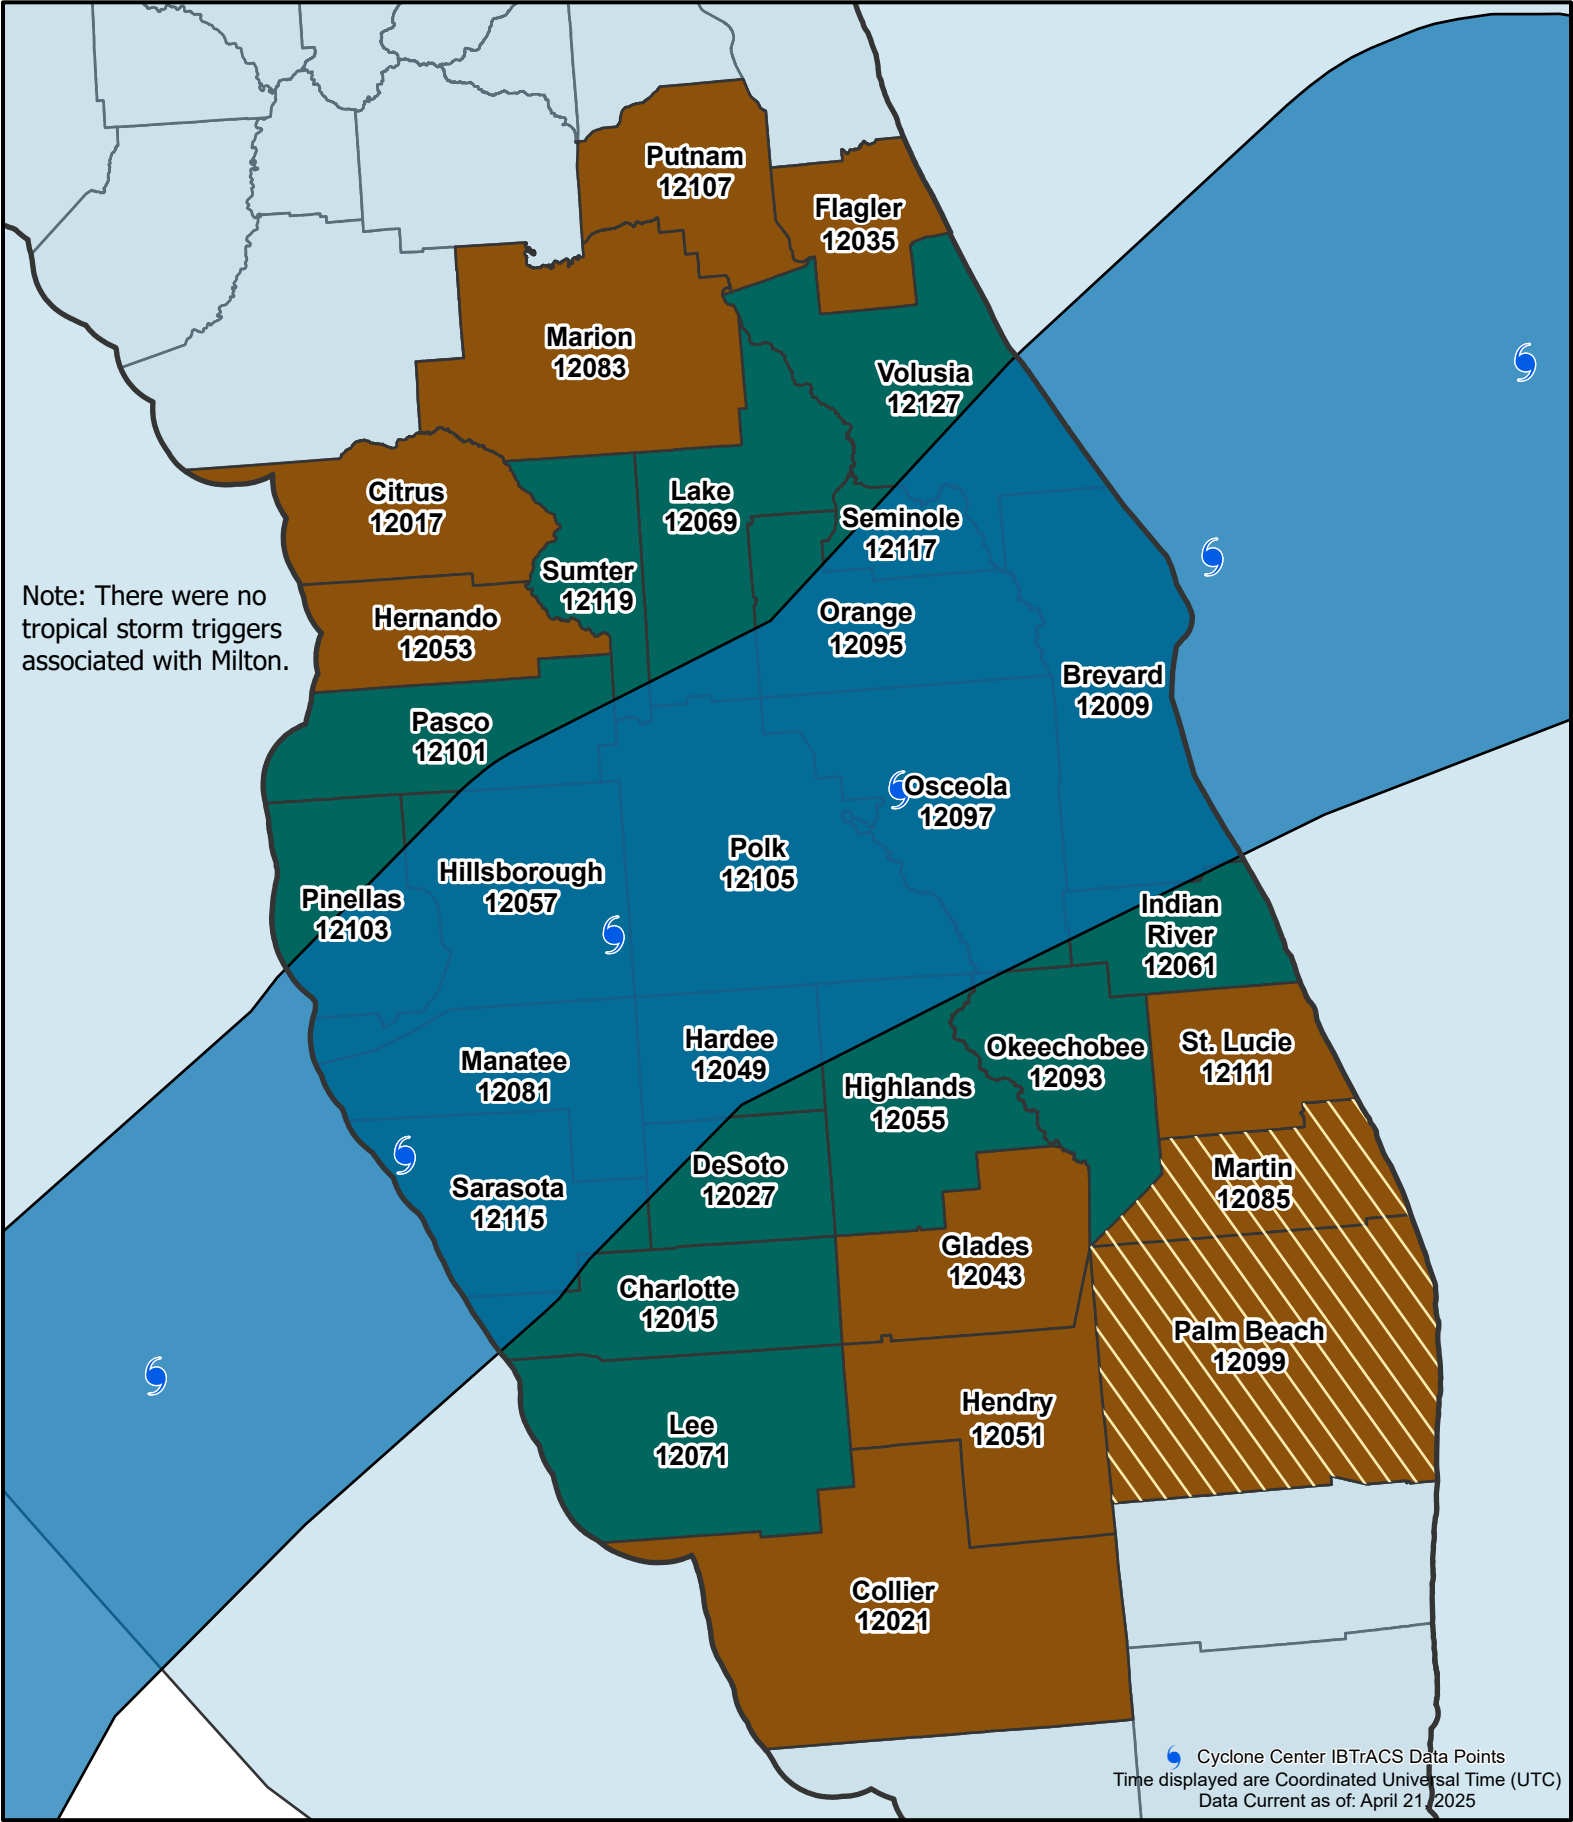 Putnam
12107
Flagler
12035
Marion
12083
Volusia
12127
Citrus
12017
Lake
12069
Seminole
12117
Sumter
12119
Note: There were no
tropical storm triggers
associated with Milton.
Hernando
12053
Orange
12095
Brevard
12009
Pasco
12101
Osceola
12097
Polk
12105
Hillsborough
12057
Pinellas
12103
Indian
River
12061
Hardee
12049
Okeechobee
12093
St. Lucie
12111
Manatee
12081
Highlands
12055
DeSoto
12027
Martin
12085
Sarasota
12115
Glades
12043
Charlotte
12015
Palm Beach
12099
Hendry
12051
Lee
12071
Collier
12021
Cyclone Center IBTrACS Data Points
Time displayed are Coordinated Universal Time (UTC)
Data Current as of: April 21, 2025